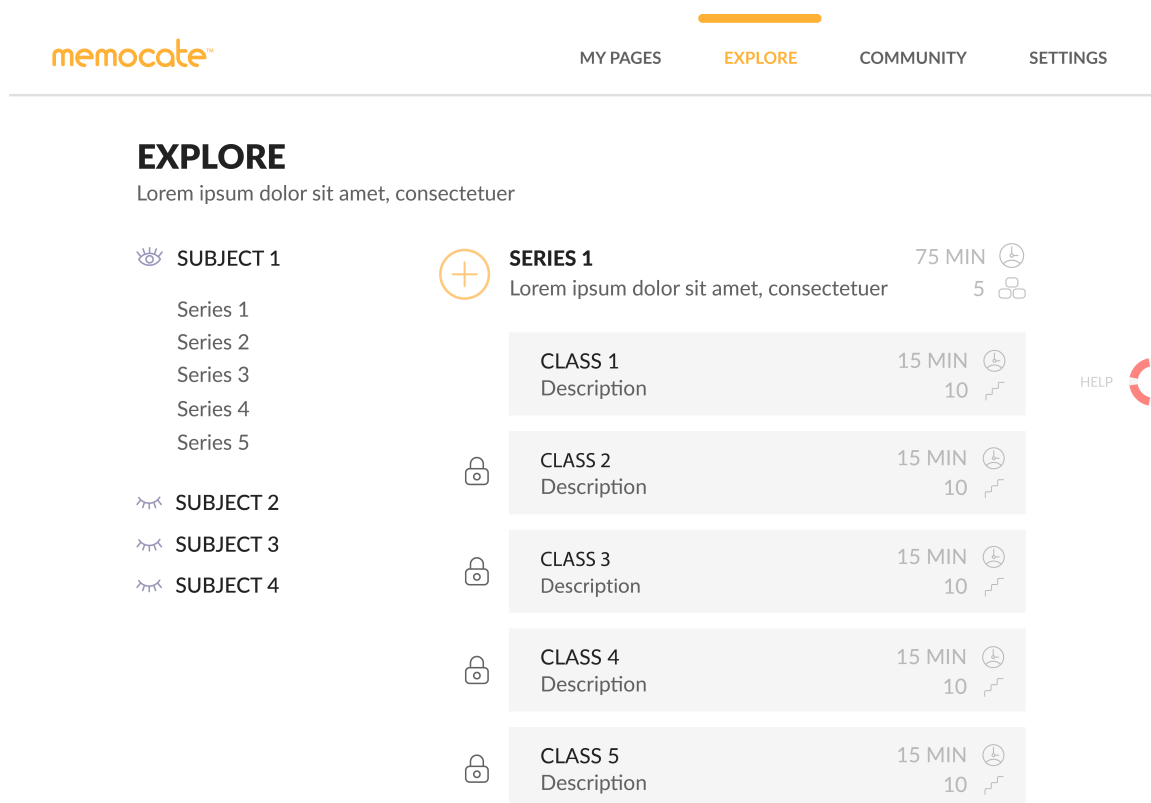 memocate™
MY PAGES
EXPLORE
COMMUNITY
SETTINGS
EXPLORE
Lorem ipsum dolor sit amet, consectetuer
SUBJECT 1
Series 1
Series 2
Series 3
Series 4
Series 5
SUBJECT 2
SUBJECT 3
SUBJECT 4
SERIES 1
75 MIN
Lorem ipsum dolor sit amet, consectetuer
5
CLASS 1
15 MIN
Description
10
CLASS 2
15 MIN
Description
10
CLASS 3
15 MIN
Description
10
CLASS 4
15 MIN
Description
10
CLASS 5
15 MIN
Description
10
HELP